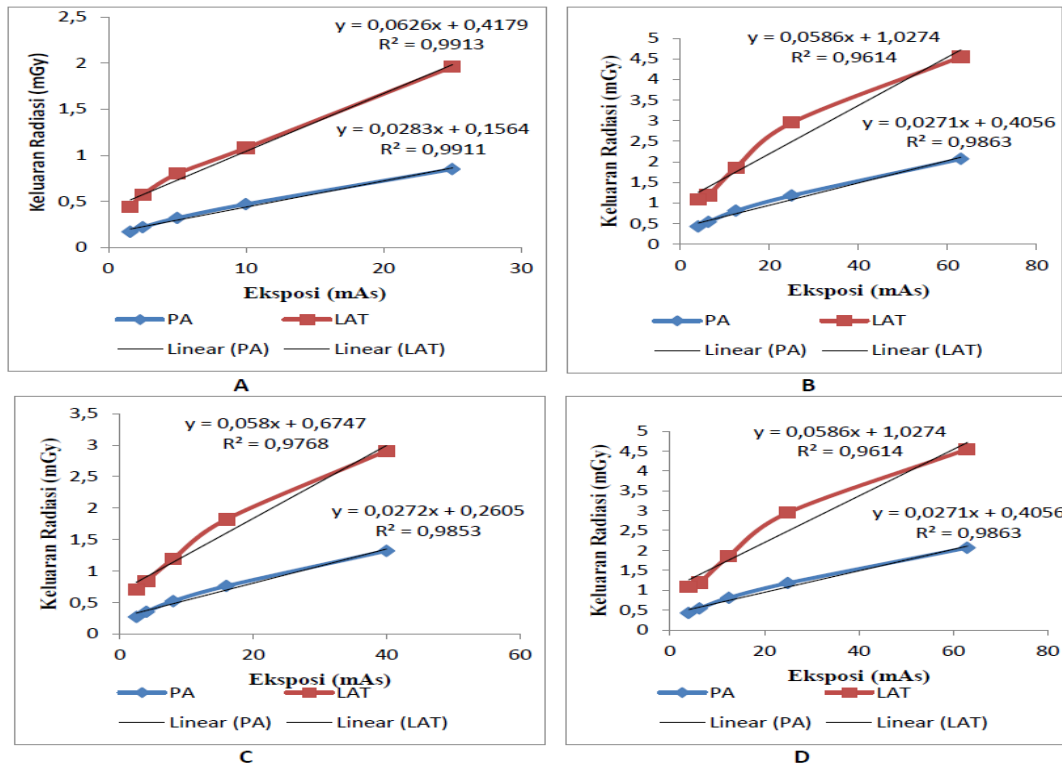 2,5
2
1,5
1
0,5
0
0
10
20
30
Keluaran Radiasi (mGy)
y = 0,0626x + 0,4179
R² = 0,9913
y = 0,0283x + 0,1564
R² = 0,9911
Eksposi (mAs)
PA
LAT
Linear (PA)
Linear (LAT)
A
5
4,5
4
3,5
3
2,5
2
1,5
1
0,5
0
0
20
40
60
80
Keluaran Radiasi (mGy)
y = 0,0586x + 1,0274
R² = 0,9614
y = 0,0271x + 0,4056
R² = 0,9863
Eksposi (mAs)
PA
LAT
Linear (PA)
Linear (LAT)
B
3,5
3
2,5
2
1,5
1
0,5
0
0
20
40
60
Keluaran Radiasi (mGy)
y = 0,058x + 0,6747
R² = 0,9768
y = 0,0272x + 0,2605
R² = 0,9853
Eksposi (mAs)
PA
LAT
Linear (PA)
Linear (LAT)
C
5
4,5
4
3,5
3
2,5
2
1,5
1
0,5
0
0
20
40
60
80
Keluaran Radiasi (mGy)
y = 0,0586x + 1,0274
R² = 0,9614
y = 0,0271x + 0,4056
R² = 0,9863
Eksposi (mAs)
PA
LAT
Linear (PA)
Linear (LAT)
D